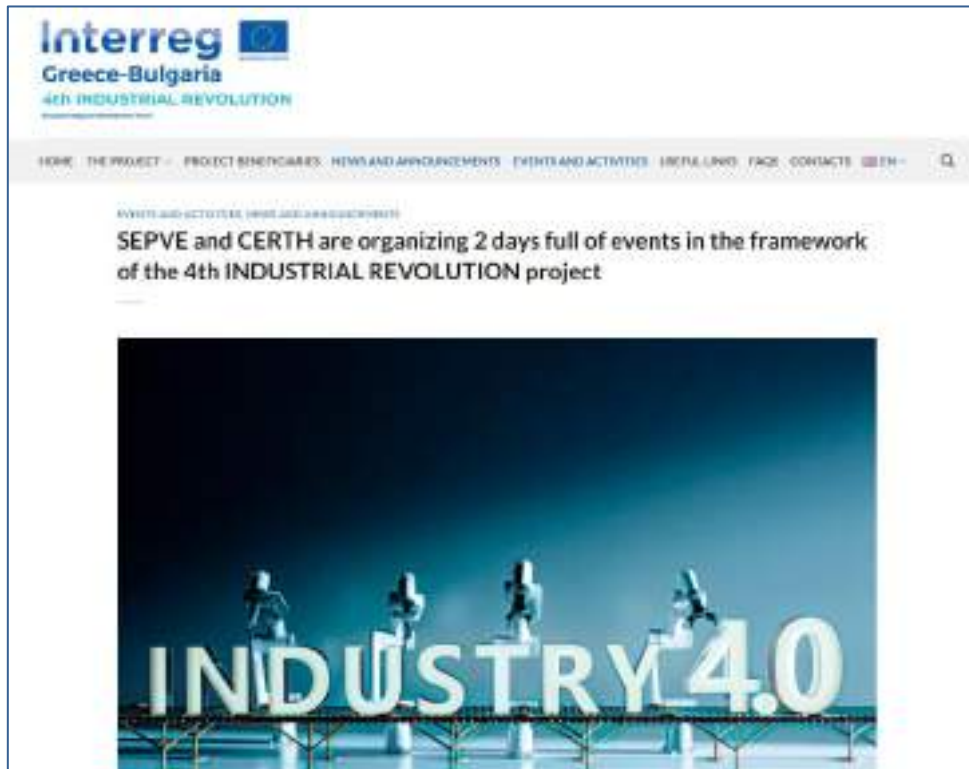 Interreg
Greece-Bulgaria
4th INDUSTRIAL REVOLUTION
HOME THE PROJECT PROJECT BENEFICIARIES NEWS AND ANNOUNCEMENTS EVENTS AND ACTIVITIES USEFUL LINKS FAQS CONTACTS EN
EVENTS AND ACTIVITIES, NEWS AND ANNOUNCEMENTS
SEPVE and CERTH are organizing 2 days full of events in the framework
of the 4th INDUSTRIAL REVOLUTION project
INDUSTRY 4.0